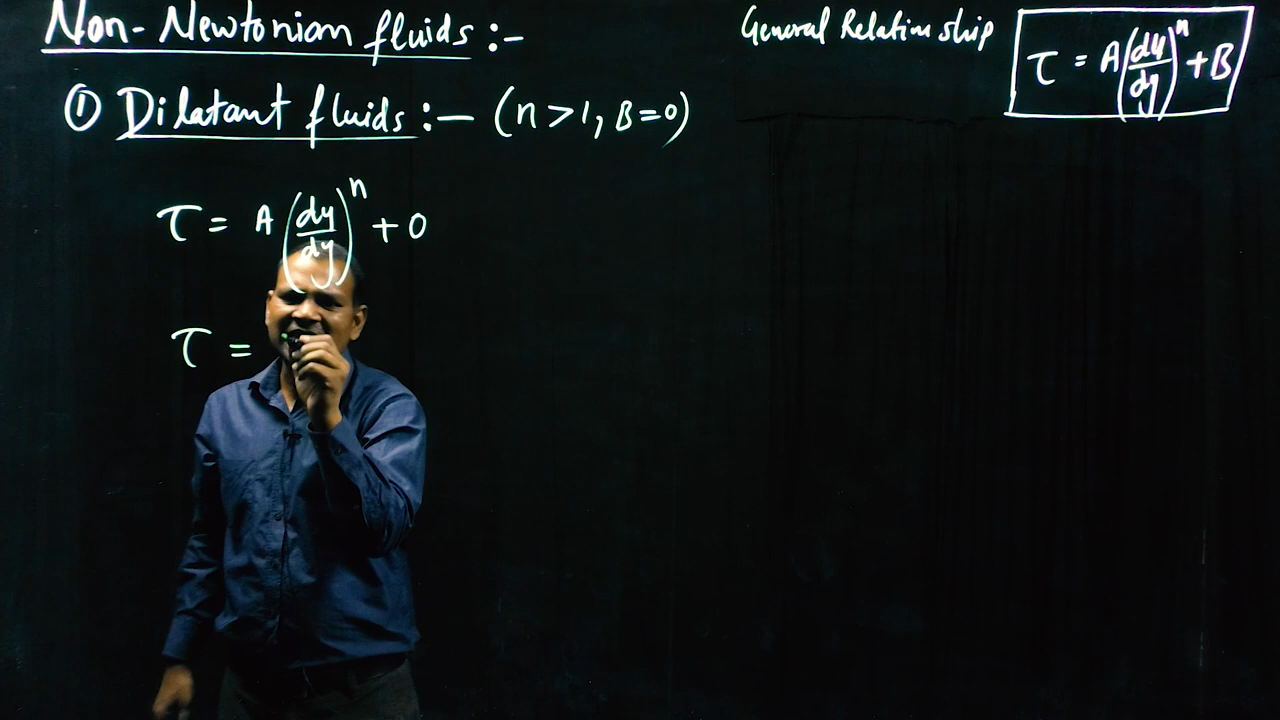 Non-Newtonian fluids :-
General Relationship τ = A(du/dy)ⁿ + B
① Dilatant fluids :- (n > 1, B = 0)
τ = A (du/dy)ⁿ + 0
τ =